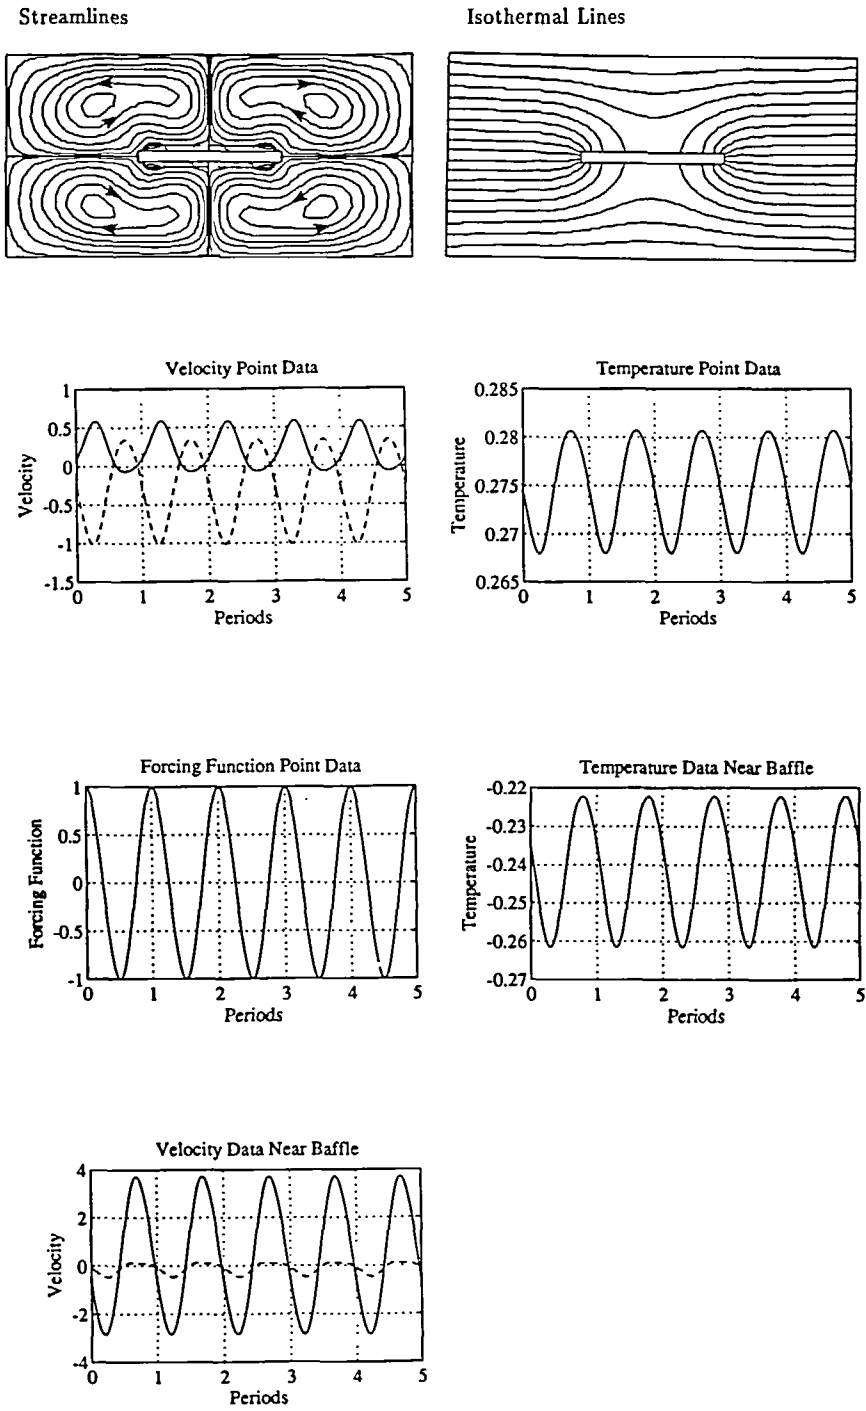 Streamlines
Isothermal Lines
Velocity Point Data
1
0.5
0
-0.5
-1
-1.5
Velocity
0 1 2 3 4 5
Periods
Temperature Point Data
0.285
0.28
0.275
0.27
0.265
Temperature
0 1 2 3 4 5
Periods
Forcing Function Point Data
1
0.5
0
-0.5
-1
Forcing Function
0 1 2 3 4 5
Periods
Temperature Data Near Baffle
-0.22
-0.23
-0.24
-0.25
-0.26
-0.27
Temperature
0 1 2 3 4 5
Periods
Velocity Data Near Baffle
4
2
0
-2
-4
Velocity
0 1 2 3 4 5
Periods